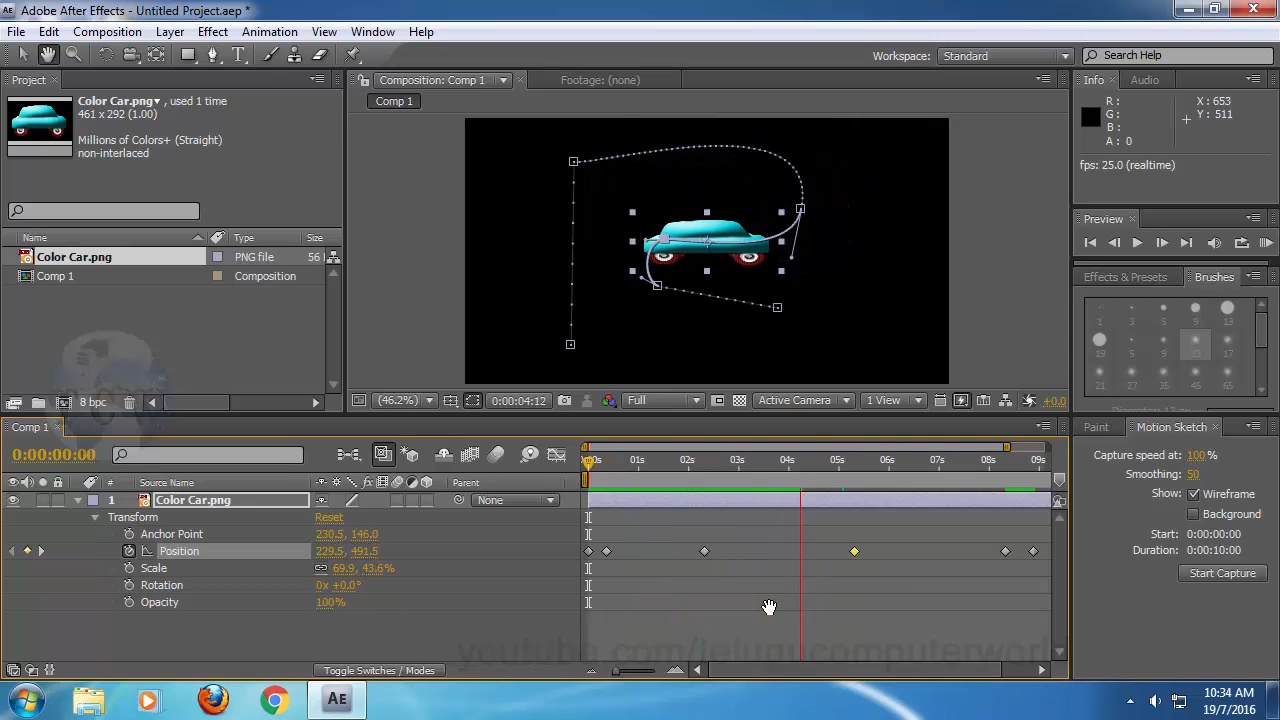 Adobe After Effects - Untitled Project.aep *
File Edit Composition Layer Effect Animation View Window Help
Workspace: Standard Search Help
Project
Color Car.png▾ , used 1 time
461 x 292 (1.00)
Millions of Colors+ (Straight)
non-interlaced
Name Type Size
Color Car.png PNG file 56
Comp 1 Composition
8 bpc
Composition: Comp 1 Footage: (none)
Comp 1
(46.2%) 0:00:04:12 Full Active Camera 1 View +0.0
Info Audio
R: X: 653
G: Y: 511
B:
A: 0
fps: 25.0 (realtime)
Preview
Effects & Presets Brushes
1 3 5 9 13
19 5 9 13 17
21 27 35 45 65
Comp 1
0:00:00:00
00s 01s 02s 03s 04s 05s 06s 07s 08s 09s
# Source Name Parent
1 Color Car.png None
Transform Reset
Anchor Point 230.5, 146.0
Position 229.5, 491.5
Scale 69.9, 43.6%
Rotation 0x +0.0°
Opacity 100%
Toggle Switches / Modes
Paint Motion Sketch
Capture speed at: 100 %
Smoothing: 50
Show: Wireframe
Background
Start: 0:00:00:00
Duration: 0:00:10:00
Start Capture
youtube.com/telugucomputerworld
AE
10:34 AM
19/7/2016